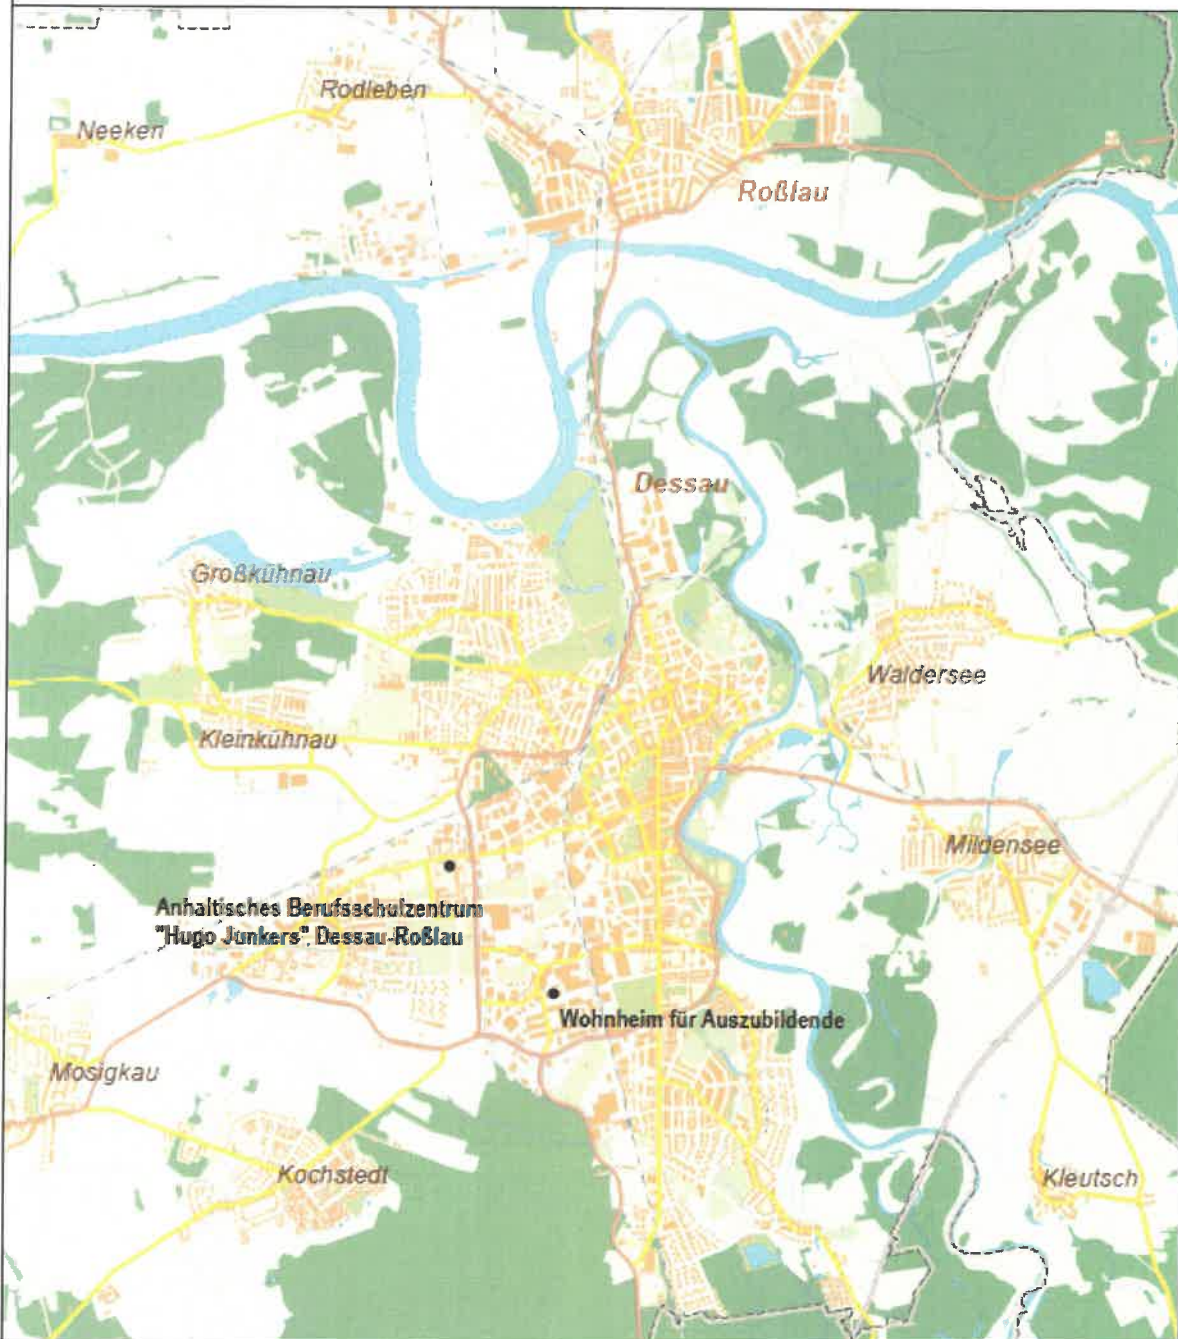 Rodleben
Neeken
Roßlau
Dessau
Großkühnau
Waldersee
Kleinkühnau
Mildensee
Anhaltisches Berufsschulzentrum
"Hugo Junkers" Dessau-Roßlau
Wohnheim für Auszubildende
Mosigkau
Kochstedt
Kleutsch